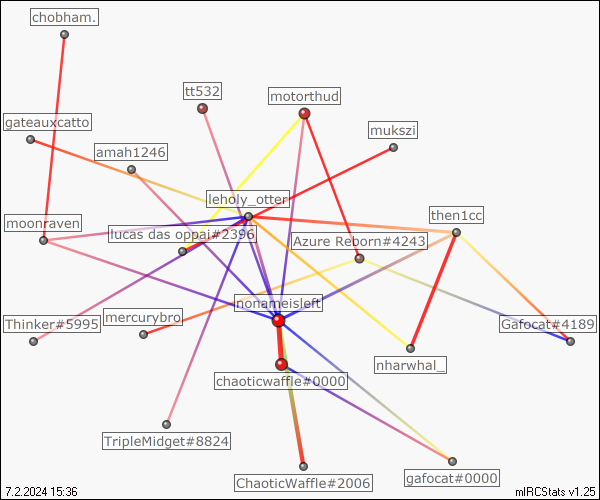 chobham.
tt532
motorthud
gateauxcatto
mukszi
amah1246
leholy_otter
then1cc
moonraven
lucas das oppai#2396
Azure Reborn#4243
nonameisleft
Thinker#5995
mercurybro
Gafocat#4189
nharwhal_
chaoticwaffle#0000
TripleMidget#8824
ChaoticWaffle#2006
gafocat#0000
7.2.2024 15:36
mIRCStats v1.25